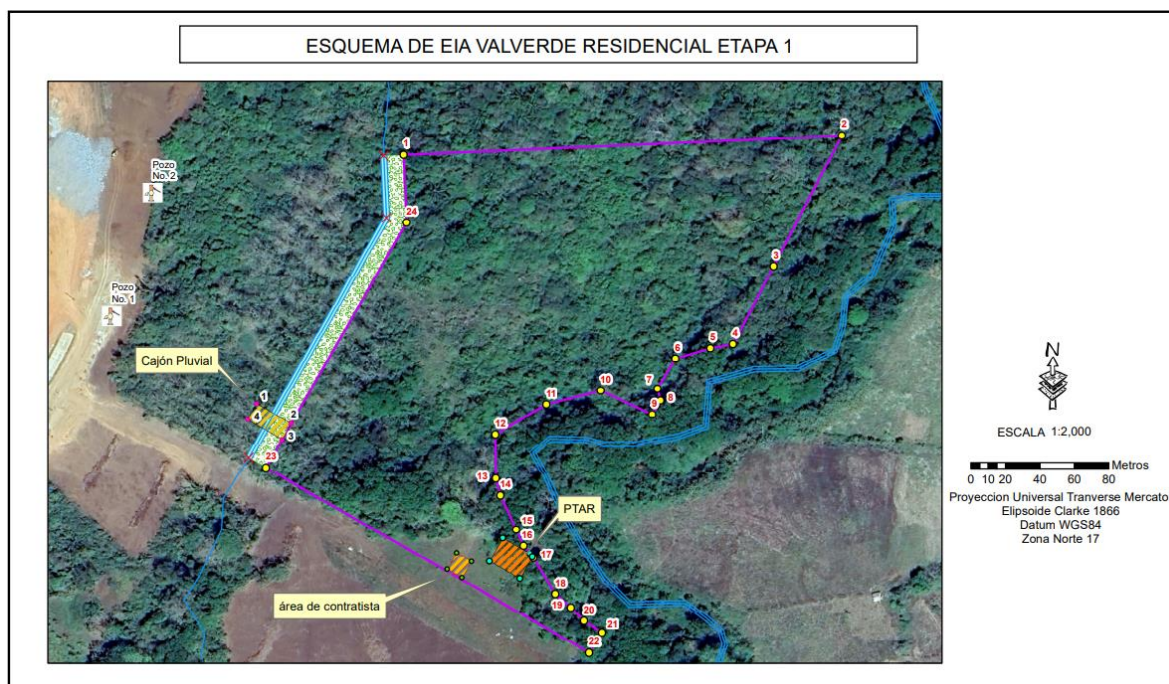 ESQUEMA DE EIA VALVERDE RESIDENCIAL ETAPA 1
1
2
Pozo
No. 2
24
3
Pozo
No. 1
4
5
6
Cajón Pluvial
7
8
9
10
11
1
4
2
3
12
23
13
14
15
PTAR
16
17
18
19
20
área de contratista
21
22
N
ESCALA 1:2,000
0 10 20 40 60 80 Metros
Proyeccion Universal Tranverse Mercato
Elipsoide Clarke 1866
Datum WGS84
Zona Norte 17